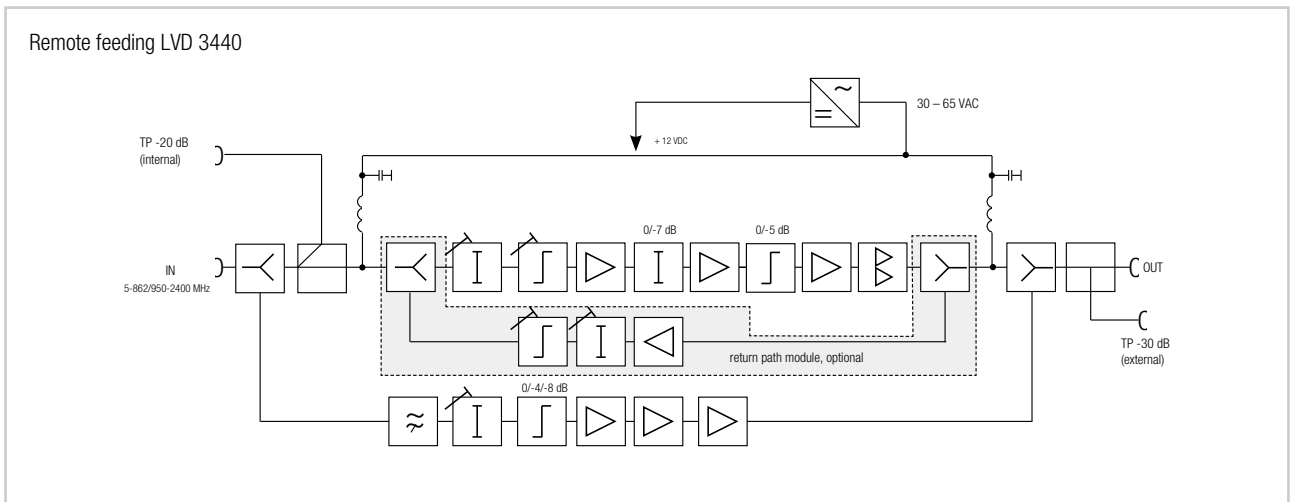 Remote feeding LVD 3440
30 – 65 VAC
+ 12 VDC
TP -20 dB
(internal)
0/-7 dB
0/-5 dB
IN
5-862/950-2400 MHz
OUT
TP -30 dB
(external)
return path module, optional
0/-4/-8 dB